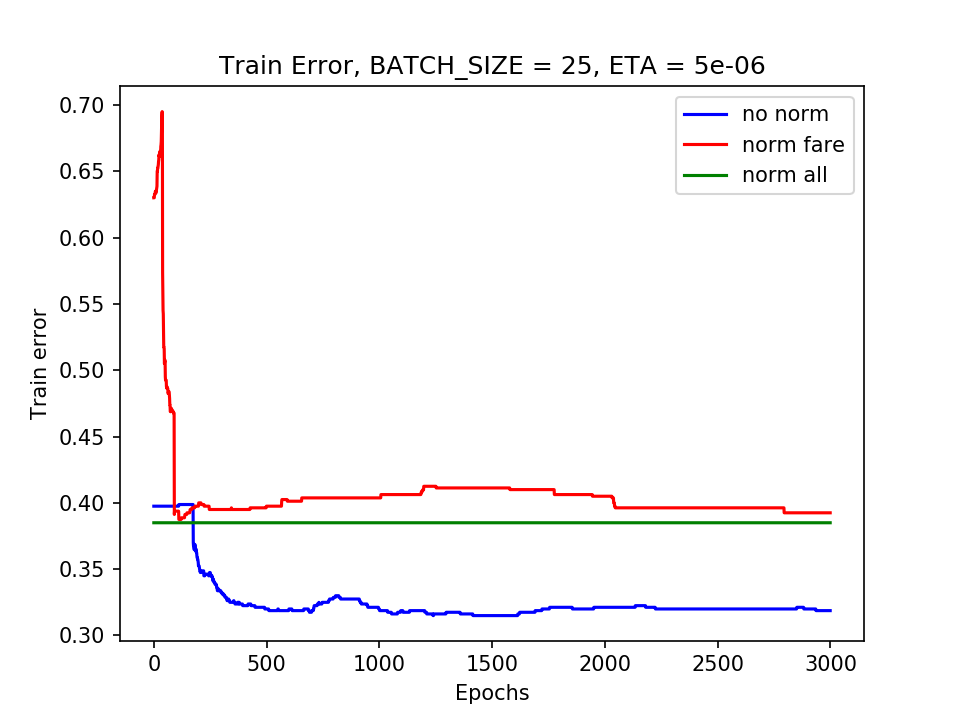 Train Error, BATCH_SIZE = 25, ETA = 5e-06
no norm
norm fare
norm all
Train error
0.70
0.65
0.60
0.55
0.50
0.45
0.40
0.35
0.30
0
500
1000
1500
2000
2500
3000
Epochs